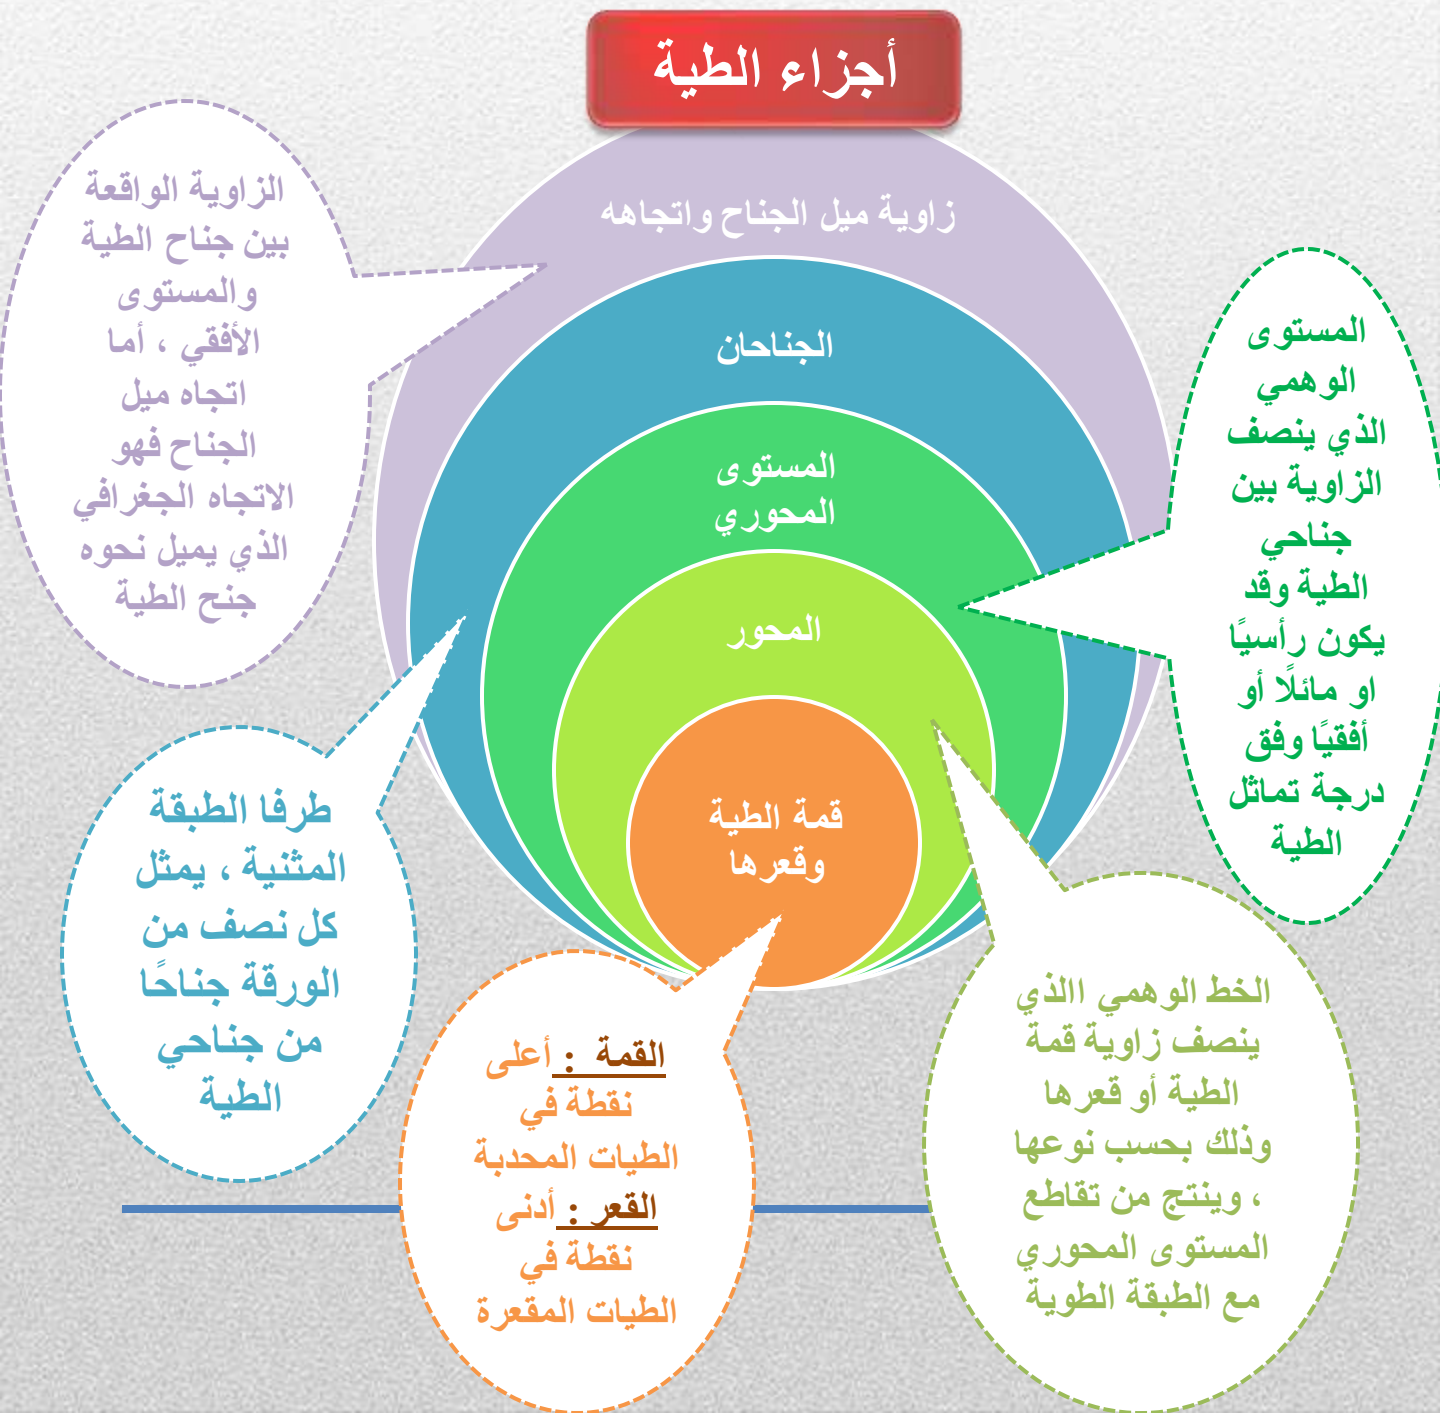 أجزاء الطية
زاوية ميل الجناح واتجاهه
الجناحان
المستوى
المحوري
المحور
قمة الطية
وقعرها
المستوى
الوهمي
الذي ينصف
الزاوية بين
جناحي
الطية وقد
يكون رأسيًا
او مائلًا أو
أفقيًا وفق
درجة تماثل
الطية
الزاوية الواقعة
بين جناح الطية
والمستوى
الأفقي ، أما
اتجاه ميل
الجناح فهو
الاتجاه الجغرافي
الذي يميل نحوه
جنح الطية
طرفا الطبقة
المثنية ، يمثل
كل نصف من
الورقة جناحًا
من جناحي
الطية
الخط الوهمي االذي
ينصف زاوية قمة
الطية أو قعرها
وذلك بحسب نوعها
، وينتج من تقاطع
المستوى المحوري
مع الطبقة الطوية
القمة : أعلى
نقطة في
الطيات المحدبة
القعر : أدنى
نقطة في
الطيات المقعرة